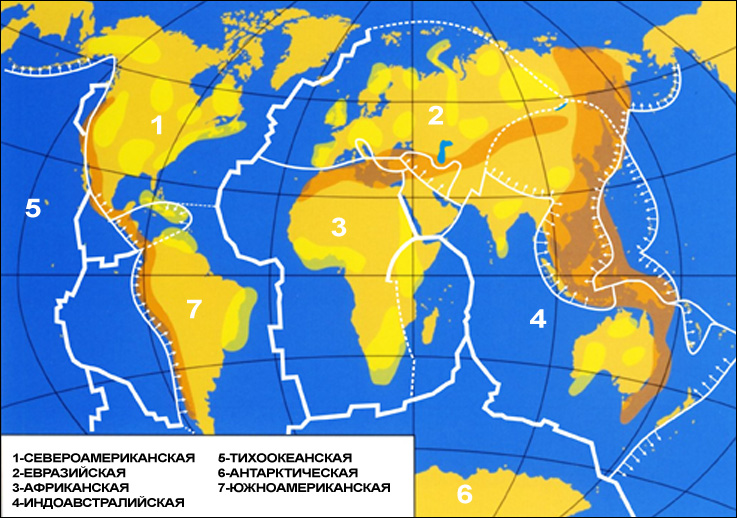 1
2
5
3
7
4
6
1-СЕВЕРОАМЕРИКАНСКАЯ
2-ЕВРАЗИЙСКАЯ
3-АФРИКАНСКАЯ
4-ИНДОАВСТРАЛИЙСКАЯ
5-ТИХООКЕАНСКАЯ
6-АНТАРКТИЧЕСКАЯ
7-ЮЖНОАМЕРИКАНСКАЯ